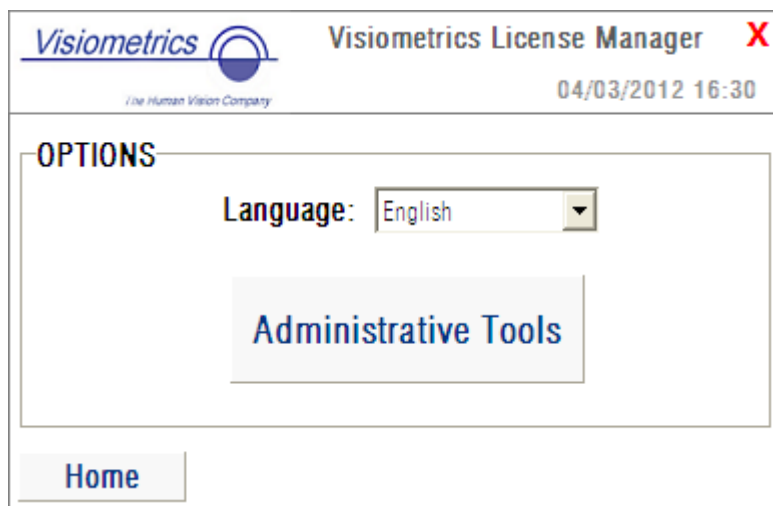 Visiometrics
The Human Vision Company
Visiometrics License Manager X
04/03/2012 16:30
OPTIONS
Language: English
Administrative Tools
Home